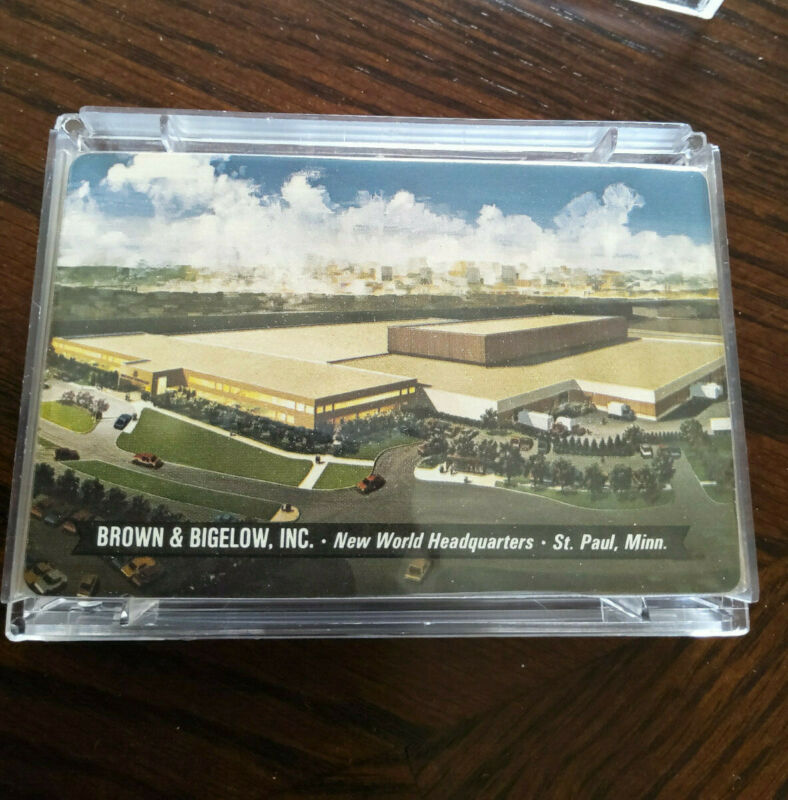 BROWN & BIGELOW, INC. · New World Headquarters · St. Paul, Minn.